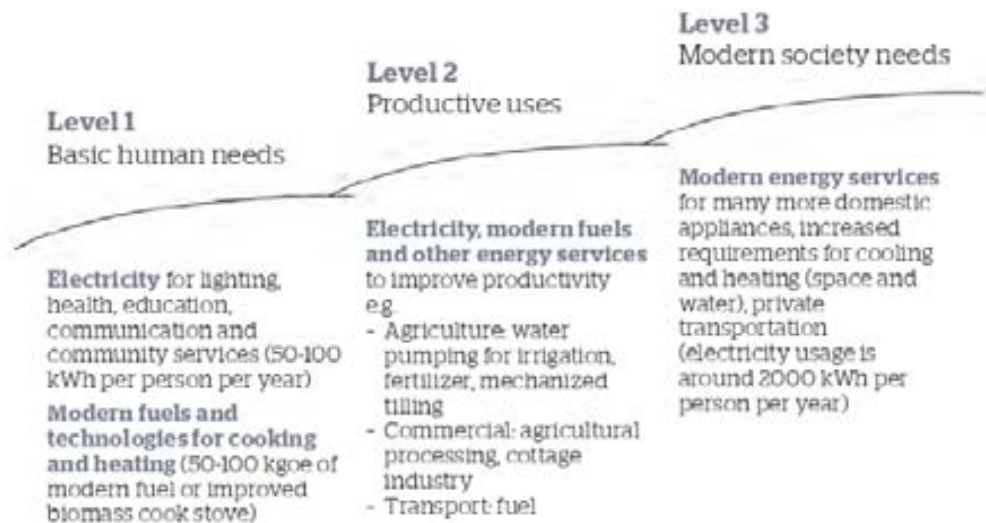 Level 1
Basic human needs
Electricity for lighting,
health, education,
communication and
community services (50-100
kWh per person per year)
Modern fuels and
technologies for cooking
and heating (50-100 kgoe of
modern fuel or improved
biomass cook stove)
Level 2
Productive uses
Electricity, modern fuels
and other energy services
to improve productivity
e.g.
- Agriculture: water
pumping for irrigation,
fertilizer, mechanized
tilling
- Commercial: agricultural
processing, cottage
industry
- Transport: fuel
Level 3
Modern society needs
Modern energy services
for many more domestic
appliances, increased
requirements for cooling
and heating (space and
water), private
transportation
(electricity usage is
around 2000 kWh per
person per year)